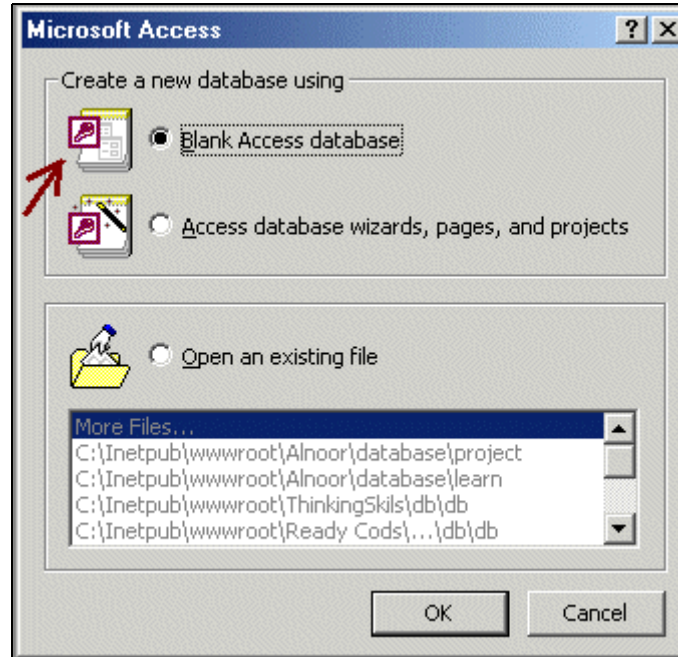 Microsoft Access
Create a new database using
Blank Access database
Access database wizards, pages, and projects
Open an existing file
More Files...
C:\Inetpub\wwwroot\Alnoor\database\project
C:\Inetpub\wwwroot\Alnoor\database\learn
C:\Inetpub\wwwroot\ThinkingSkils\db\db
C:\Inetpub\wwwroot\Ready Cods\...\db\db
OK Cancel